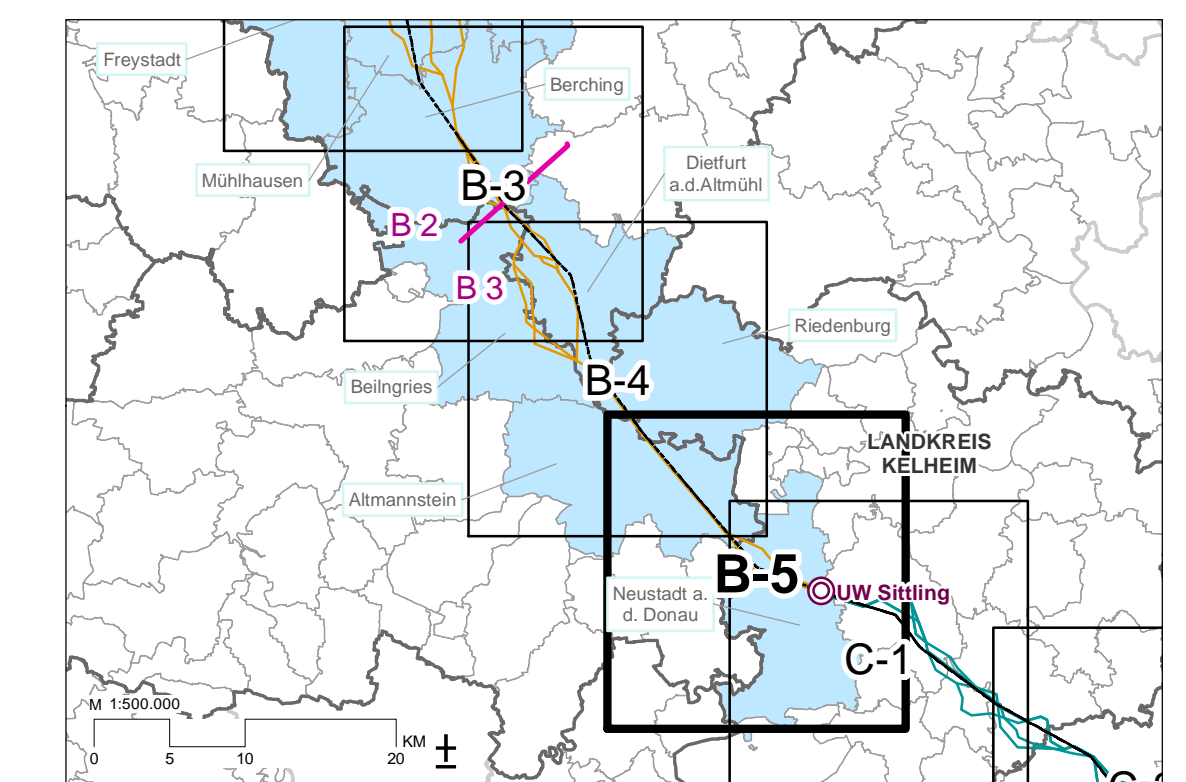 Freystadt
Berching
Mühlhausen
Dietfurt
a.d.Altmühl
B-3
B 2
B 3
Riedenburg
Beilngries
B-4
LANDKREIS
KELHEIM
Altmannstein
B-5
UW Sittling
Neustadt a.
d. Donau
C-1
M 1:500.000
KM
0 5 10 20